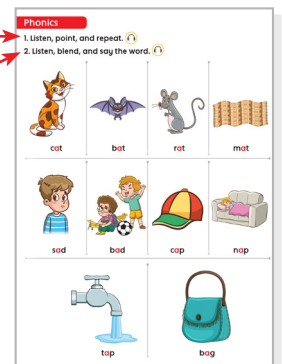 Phonics
1. Listen, point, and repeat.
2. Listen, blend, and say the word.
cat bat rat mat
sad bad cap nap
tap bag